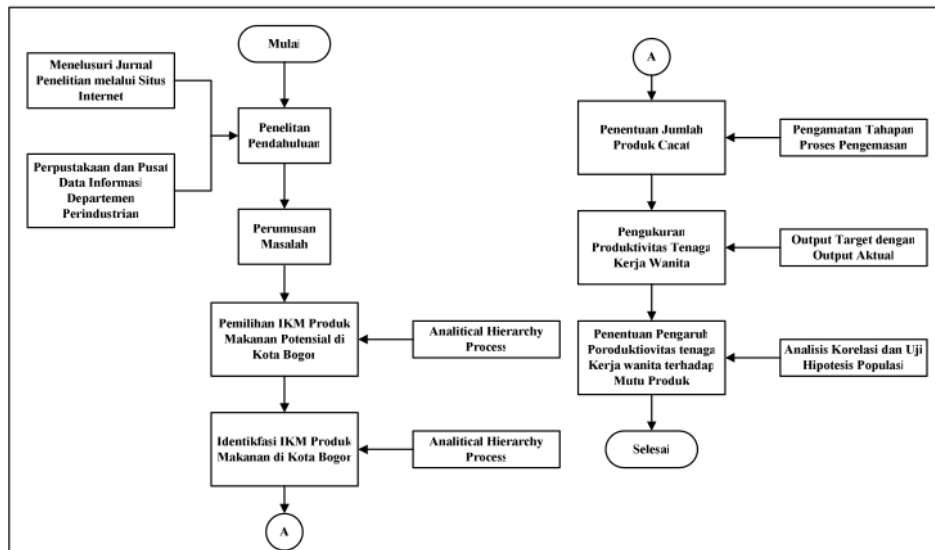 Mulai
Menelusuri Jurnal
Penelitian melalui Situs
Internet
Penelitan
Pendahuluan
Perpustakaan dan Pusat
Data Informasi
Departemen
Perindustrian
Perumusan
Masalah
Pemilihan IKM Produk
Makanan Potensial di
Kota Bogor
Analitical Hierarchy
Process
Identikfasi IKM Produk
Makanan di Kota Bogor
Analitical Hierarchy
Process
A
A
Penentuan Jumlah
Produk Cacat
Pengamatan Tahapan
Proses Pengemasan
Pengukuran
Produktivitas Tenaga
Kerja Wanita
Output Target dengan
Output Aktual
Penentuan Pengaruh
Poroduktiovitas tenaga
Kerja wanita terhadap
Mutu Produk
Analisis Korelasi dan Uji
Hipotesis Populasi
Selesai